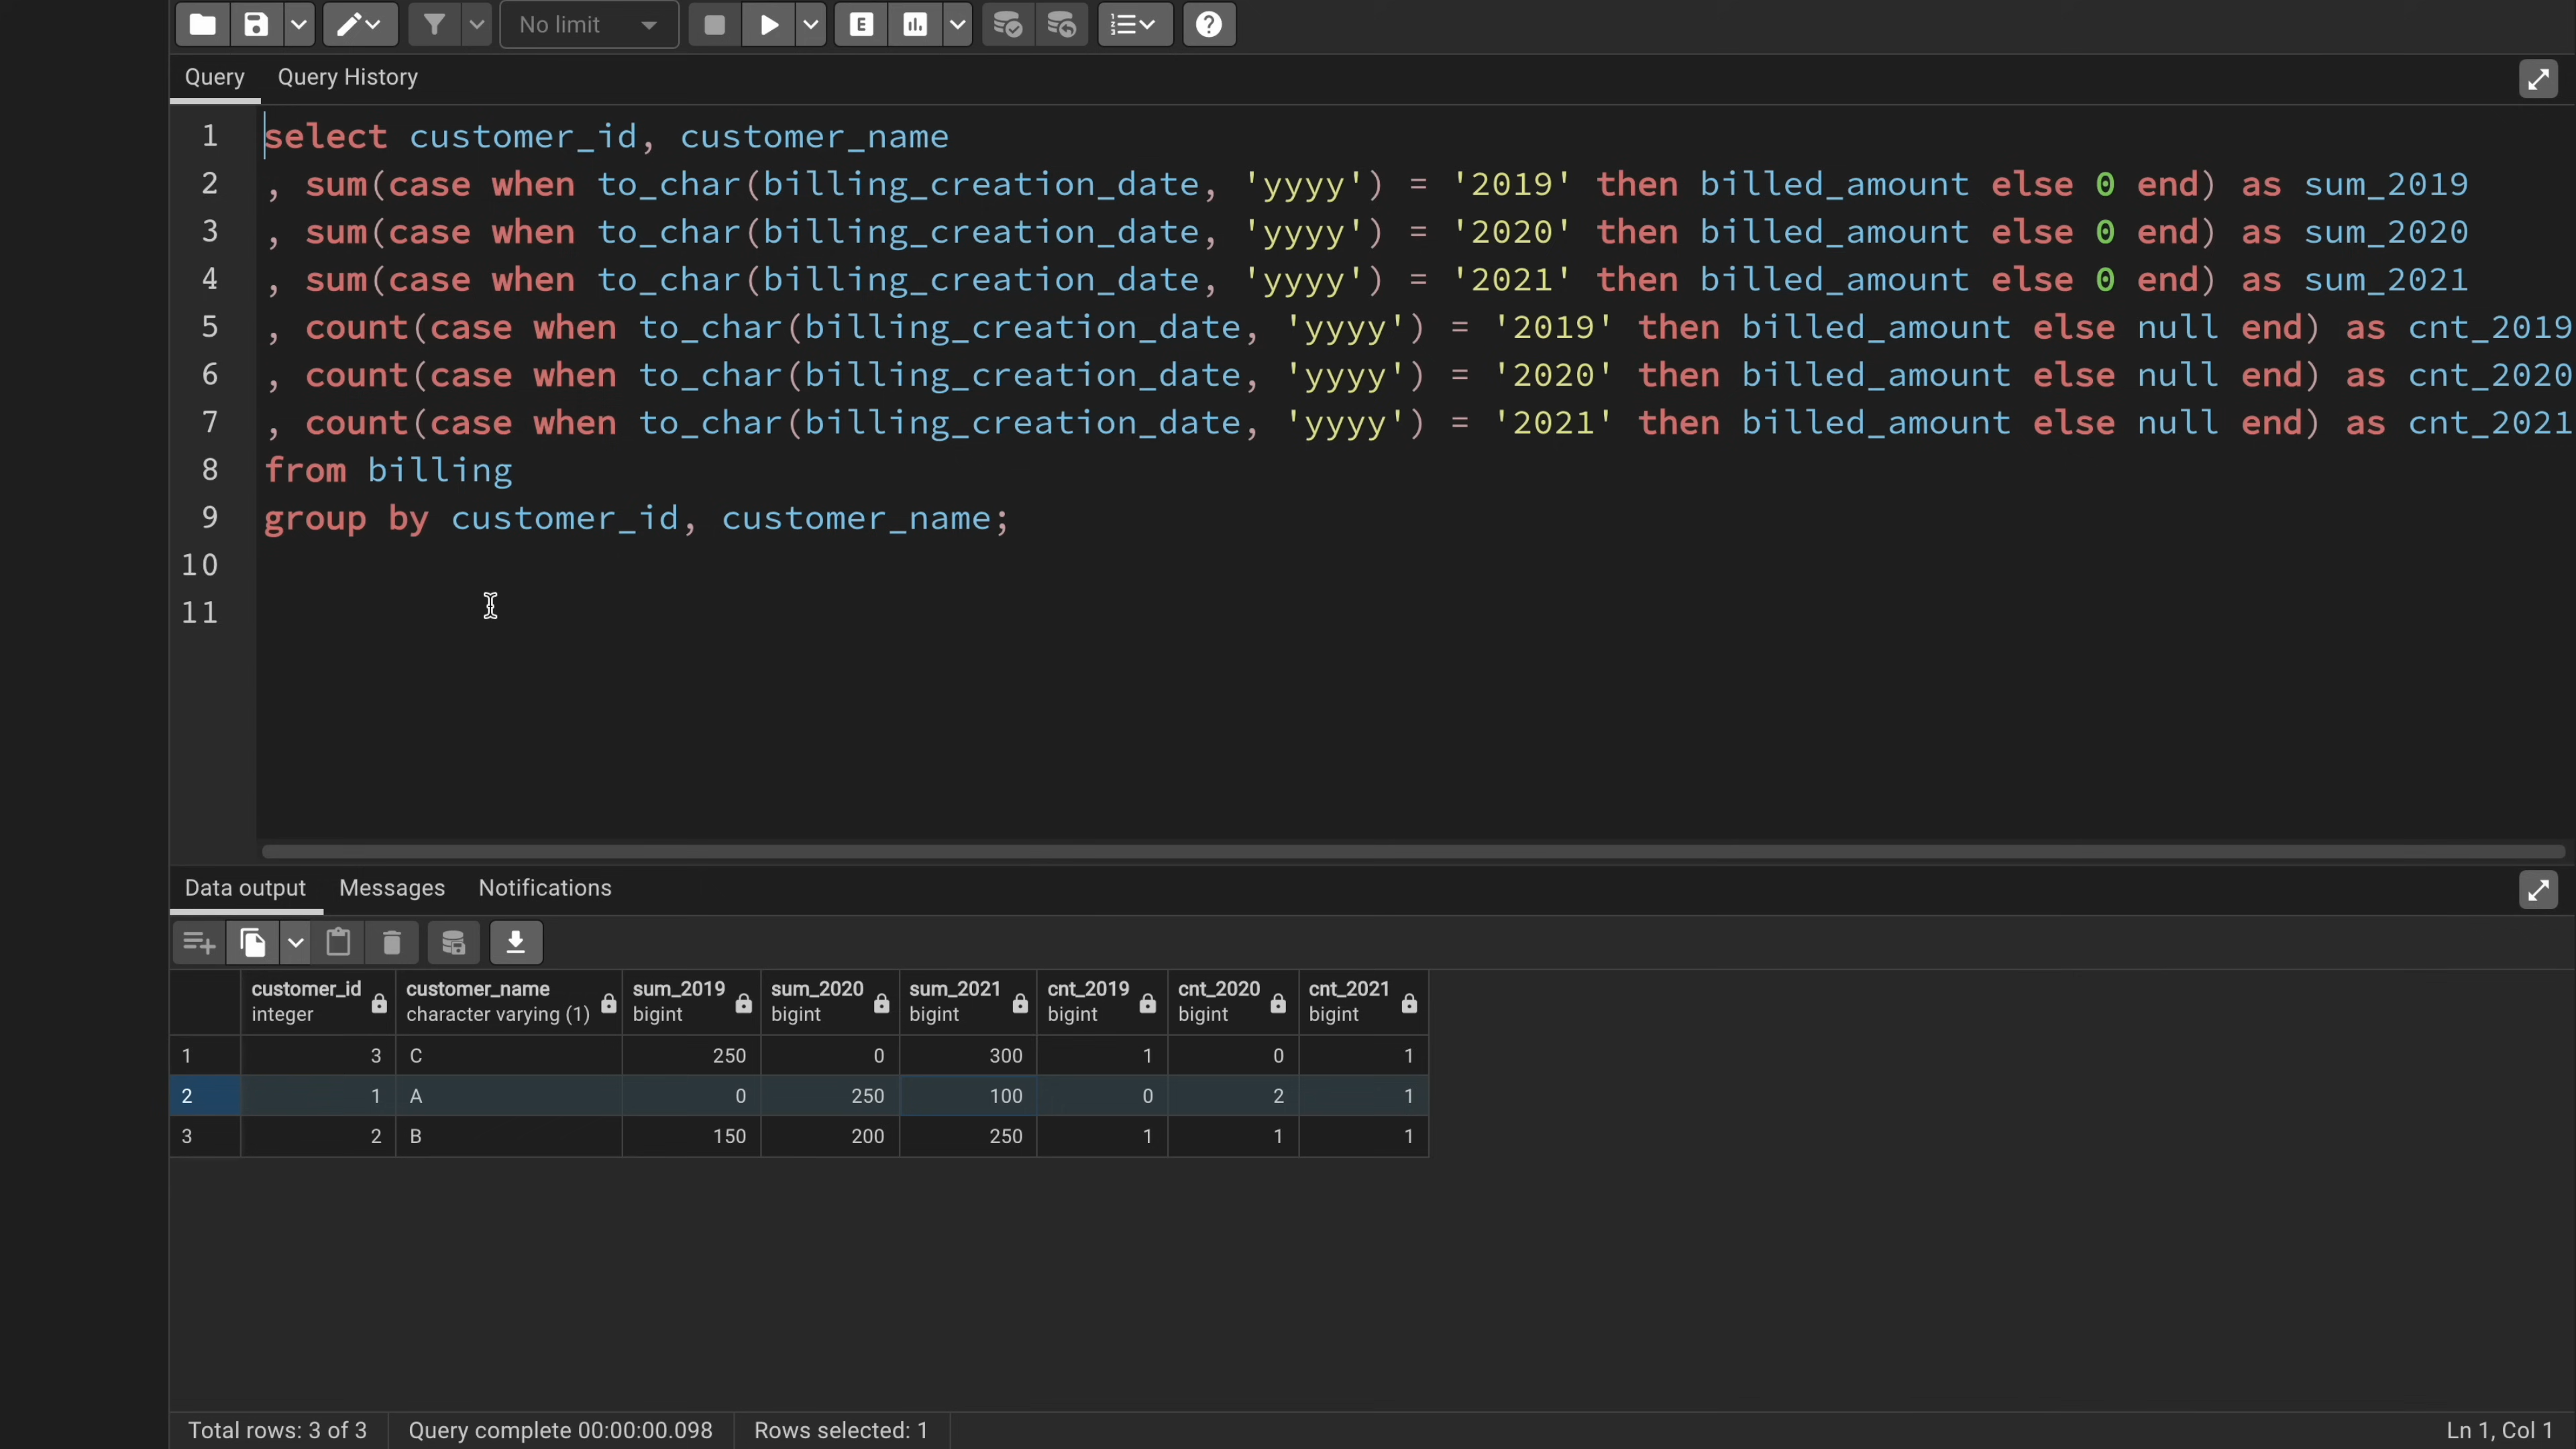 No limit
E
Query Query History
1 select customer_id, customer_name
2 , sum(case when to_char(billing_creation_date, 'yyyy') = '2019' then billed_amount else 0 end) as sum_2019
3 , sum(case when to_char(billing_creation_date, 'yyyy') = '2020' then billed_amount else 0 end) as sum_2020
4 , sum(case when to_char(billing_creation_date, 'yyyy') = '2021' then billed_amount else 0 end) as sum_2021
5 , count(case when to_char(billing_creation_date, 'yyyy') = '2019' then billed_amount else null end) as cnt_2019
6 , count(case when to_char(billing_creation_date, 'yyyy') = '2020' then billed_amount else null end) as cnt_2020
7 , count(case when to_char(billing_creation_date, 'yyyy') = '2021' then billed_amount else null end) as cnt_2021
8 from billing
9 group by customer_id, customer_name;
10
11
Data output Messages Notifications
customer_id customer_name sum_2019 sum_2020 sum_2021 cnt_2019 cnt_2020 cnt_2021
integer character varying (1) bigint bigint bigint bigint bigint bigint
1 3 C 250 0 300 1 0 1
2 1 A 0 250 100 0 2 1
3 2 B 150 200 250 1 1 1
Total rows: 3 of 3 Query complete 00:00:00.098 Rows selected: 1 Ln 1, Col 1